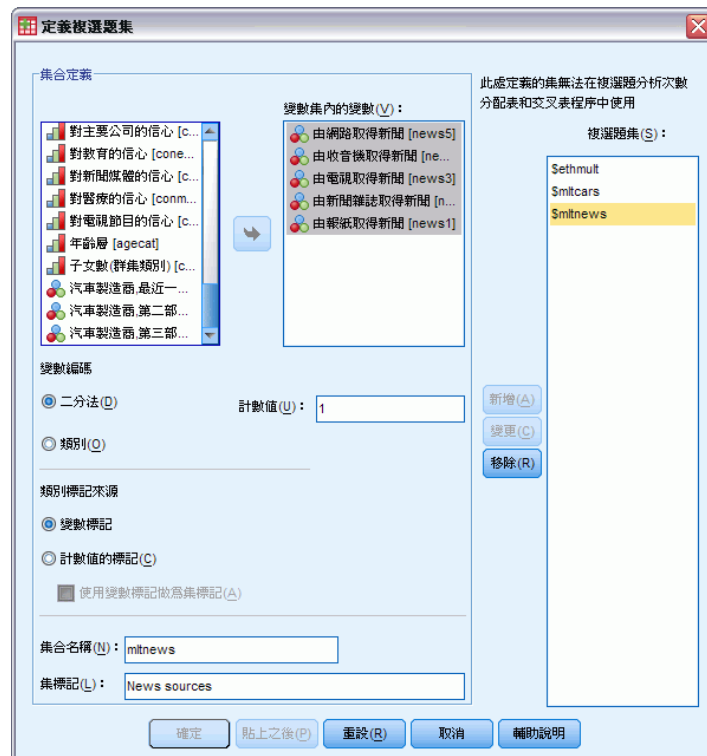 定義複選題集
集合定義
對主要公司的信心 [c...
對教育的信心 [cone...
對新聞媒體的信心 [c...
對醫療的信心 [conm...
對電視節目的信心 [c...
年齡層 [agecat]
子女數(群集類別) [c...
汽車製造商,最近一...
汽車製造商,第二部...
汽車製造商,第三部...
變數集內的變數(V)：
由網路取得新聞 [news5]
由收音機取得新聞 [ne...
由電視取得新聞 [news3]
由新聞雜誌取得新聞 [n...
由報紙取得新聞 [news1]
變數編碼
二分法(D)
計數值(U)：
1
類別(O)
類別標記來源
變數標記
計數值的標記(C)
使用變數標記做為集標記(A)
集合名稱(N)：
mltnews
集標記(L)：
News sources
此處定義的集無法在複選題分析次數
分配表和交叉表程序中使用
複選題集(S)：
$ethmult
$mltcars
$mltnews
新增(A)
變更(C)
移除(R)
確定
貼上之後(P)
重設(R)
取消
輔助說明